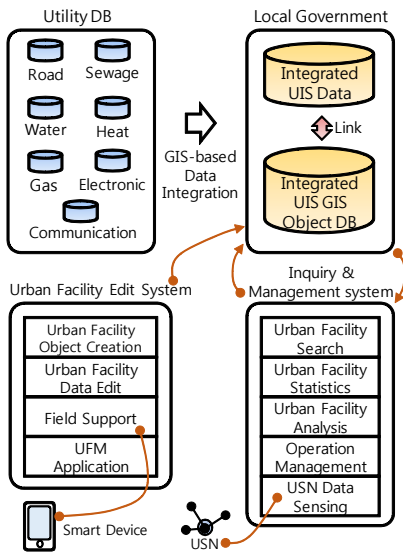 Utility DB
Road
Sewage
Water
Heat
Gas
Electronic
Communication
GIS-based
Data
Integration
Local Government
Integrated
UIS Data
Link
Integrated
UIS GIS
Object DB
Urban Facility Edit System
Urban Facility
Object Creation
Urban Facility
Data Edit
Field Support
UFM
Application
Smart Device
Inquiry &
Management system
Urban Facility
Search
Urban Facility
Statistics
Urban Facility
Analysis
Operation
Management
USN Data
Sensing
USN